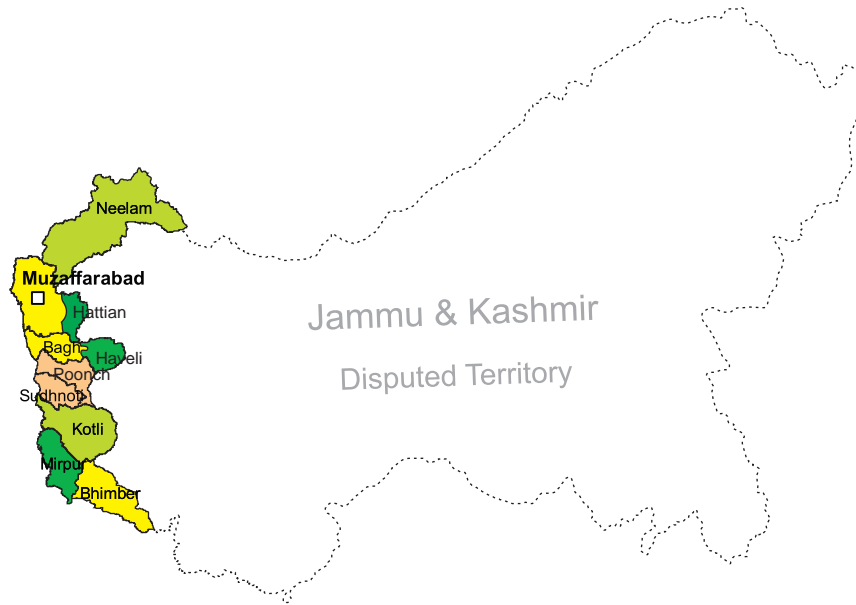 Neelam
Muzaffarabad
Hattian
Jammu & Kashmir
Bagh
Haveli
Poonch
Disputed Territory
Sudhnoti
Kotli
Mirpur
Bhimber